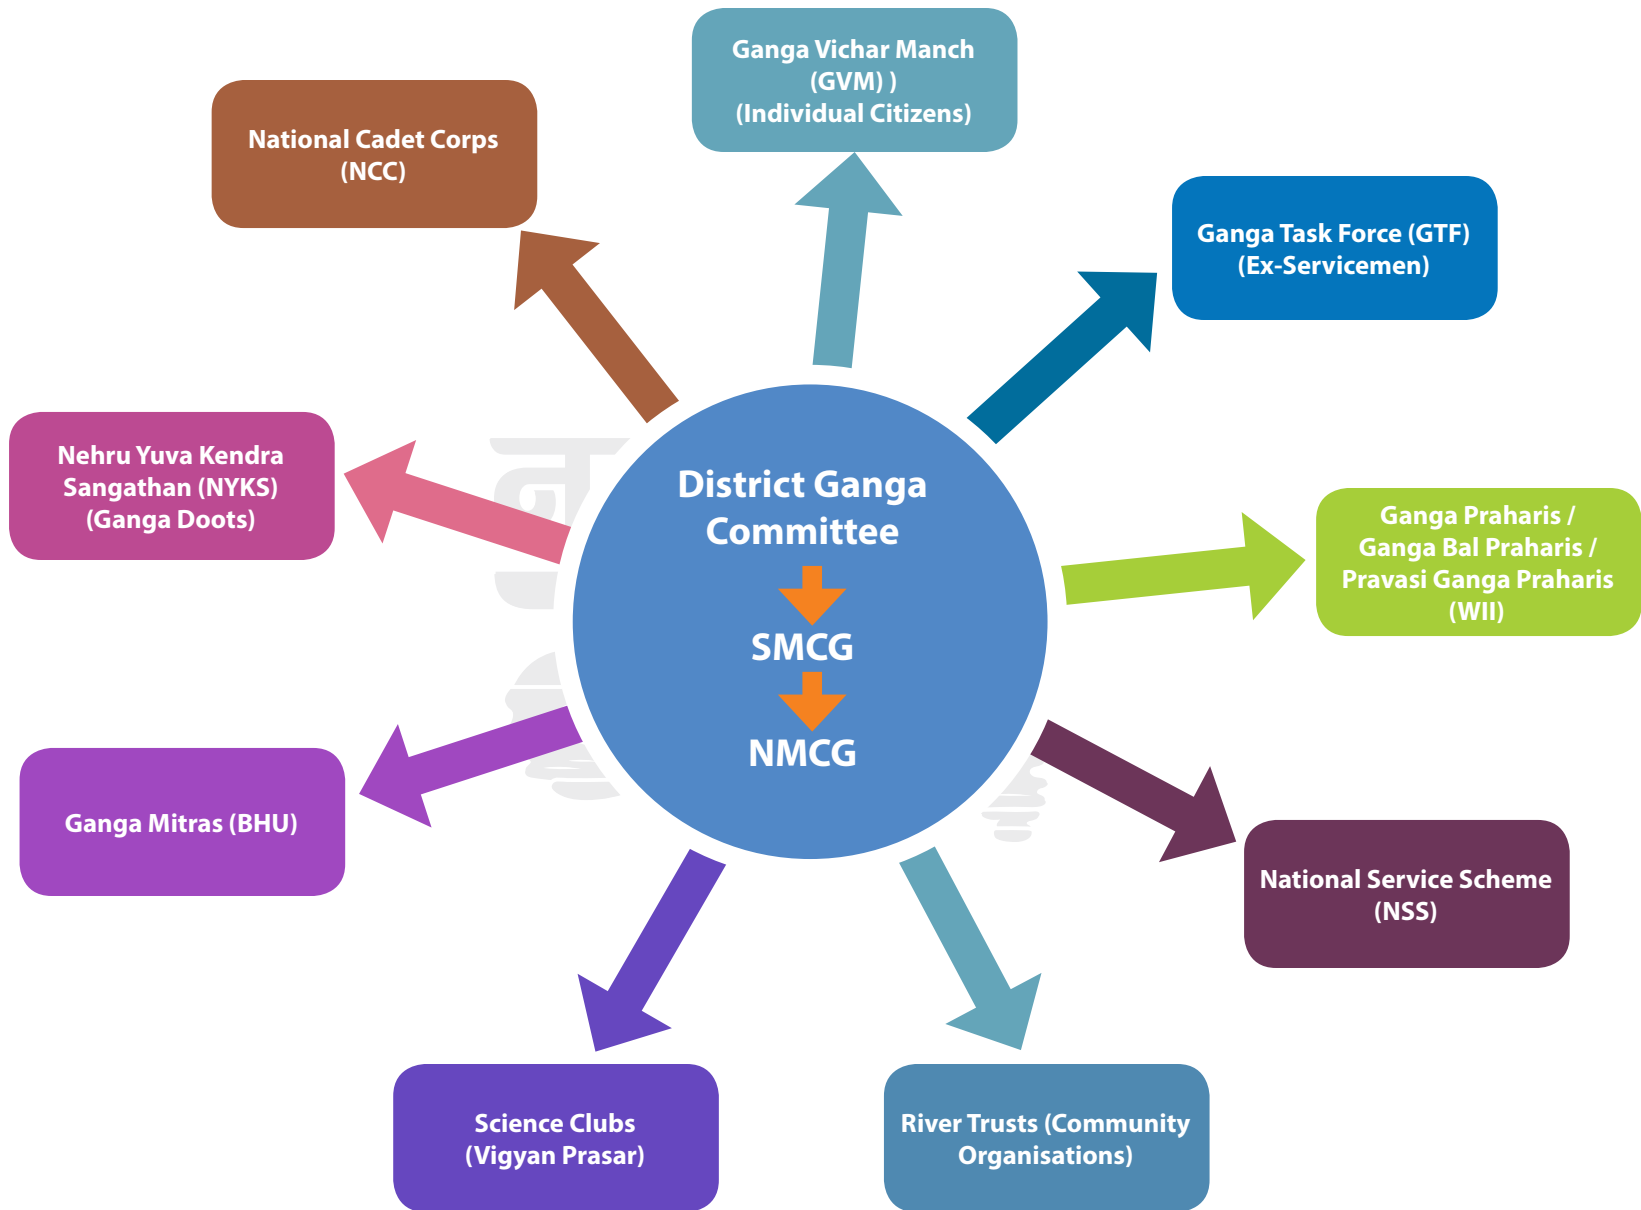 Ganga Vichar Manch
(GVM) )
(Individual Citizens)
National Cadet Corps
(NCC)
Ganga Task Force (GTF)
(Ex-Servicemen)
Nehru Yuva Kendra
Sangathan (NYKS)
(Ganga Doots)
District Ganga
Committee
SMCG
NMCG
Ganga Praharis /
Ganga Bal Praharis /
Pravasi Ganga Praharis
(WII)
Ganga Mitras (BHU)
National Service Scheme
(NSS)
Science Clubs
(Vigyan Prasar)
River Trusts (Community
Organisations)